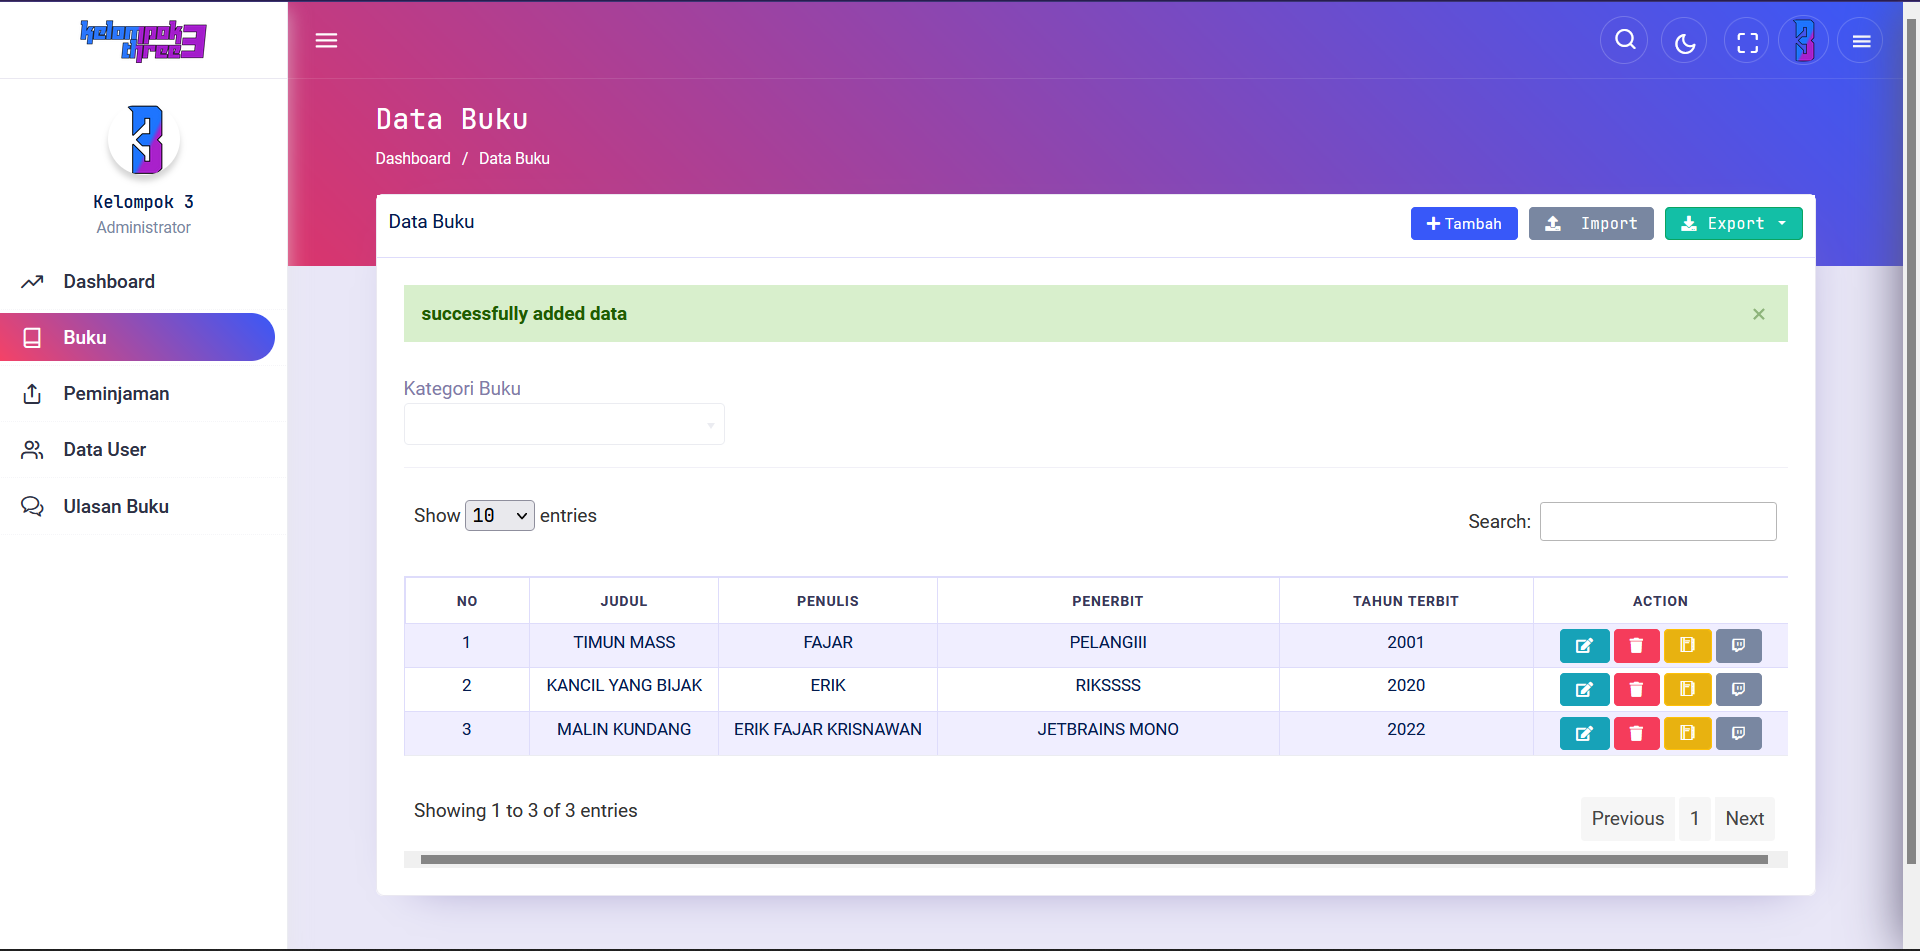 kelompok
three 3
Kelompok 3
Administrator
Dashboard
Buku
Peminjaman
Data User
Ulasan Buku
Data Buku
Dashboard / Data Buku
Data Buku
Tambah
Import
Export
successfully added data ×
Kategori Buku
Show 10 entries
Search:
NO JUDUL PENULIS PENERBIT TAHUN TERBIT ACTION
1 TIMUN MASS FAJAR PELANGIII 2001
2 KANCIL YANG BIJAK ERIK RIKSSSS 2020
3 MALIN KUNDANG ERIK FAJAR KRISNAWAN JETBRAINS MONO 2022
Showing 1 to 3 of 3 entries
Previous 1 Next